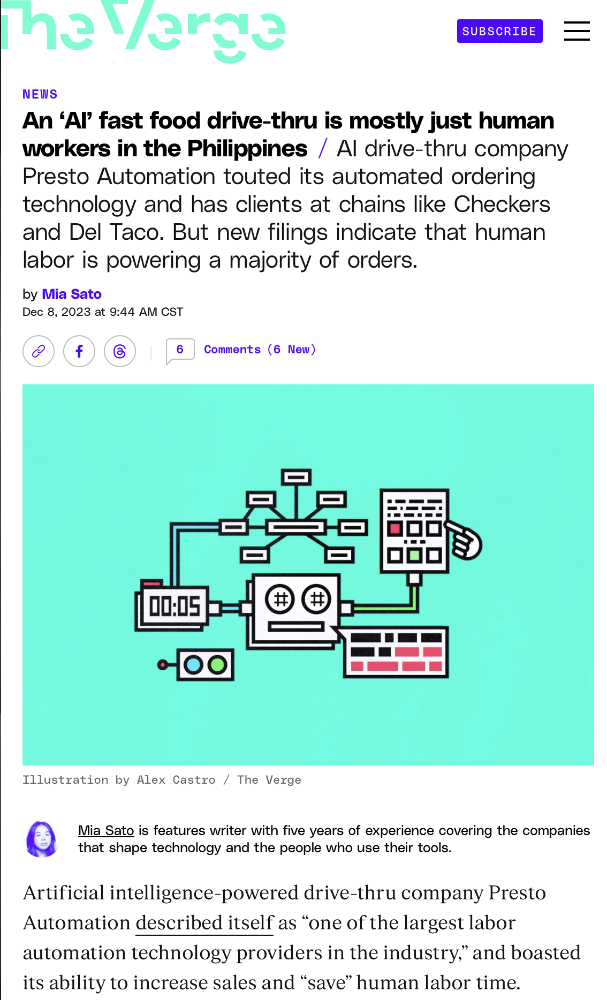 The Verge
SUBSCRIBE
NEWS
An ‘AI’ fast food drive-thru is mostly just human
workers in the Philippines / AI drive-thru company
Presto Automation touted its automated ordering
technology and has clients at chains like Checkers
and Del Taco. But new filings indicate that human
labor is powering a majority of orders.
by Mia Sato
Dec 8, 2023 at 9:44 AM CST
6 Comments (6 New)
00:05
Illustration by Alex Castro / The Verge
Mia Sato is features writer with five years of experience covering the companies
that shape technology and the people who use their tools.
Artificial intelligence-powered drive-thru company Presto
Automation described itself as “one of the largest labor
automation technology providers in the industry,” and boasted
its ability to increase sales and “save” human labor time.